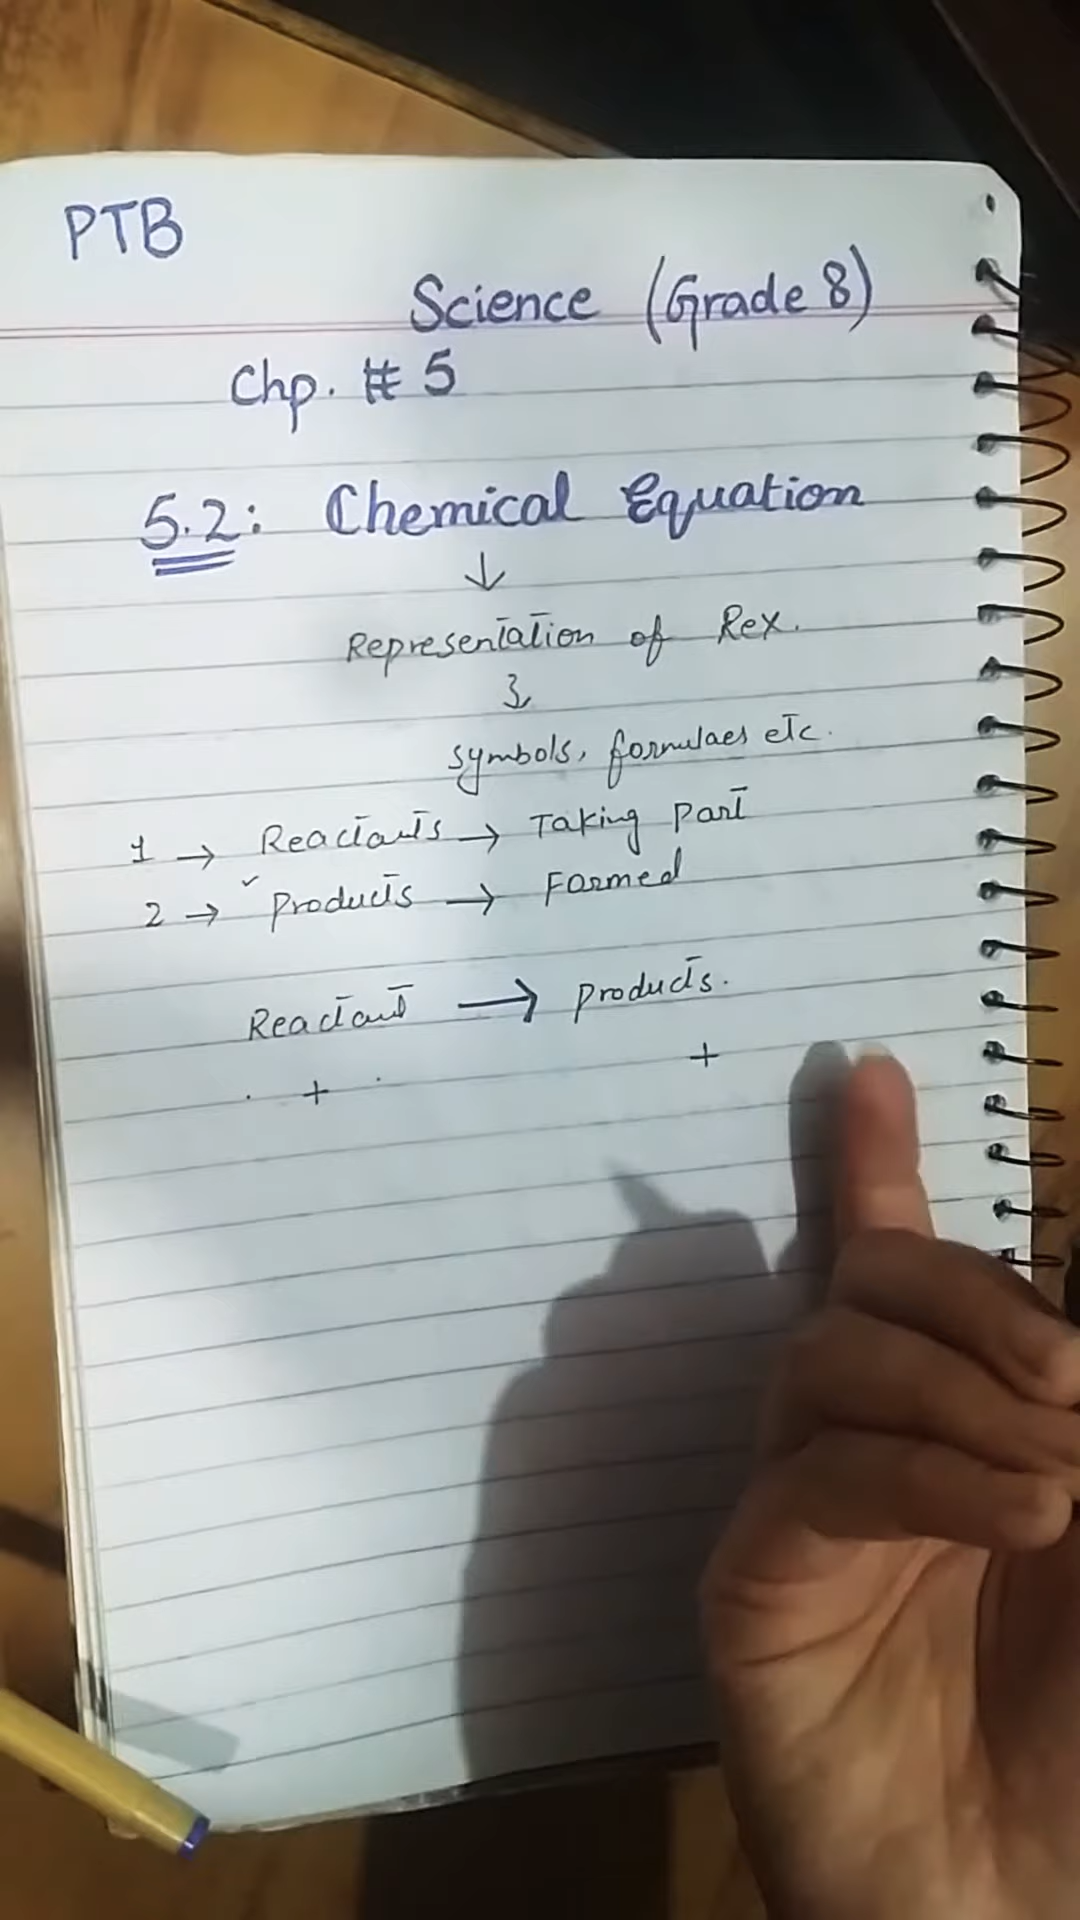 PTB
Science (Grade 8)
Chp. # 5
5.2: Chemical Equation
↓
Representation of Rex.
↓
symbols, formulaes etc.
1 → Reactants → Taking Part
2 → Products → Formed
Reactant → Products.
. + . +